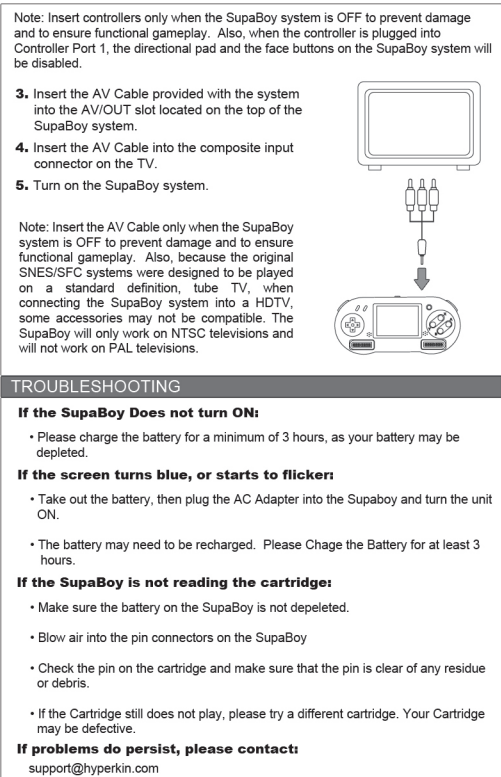 Note: Insert controllers only when the SupaBoy system is OFF to prevent damage
and to ensure functional gameplay.  Also, when the controller is plugged into
Controller Port 1, the directional pad and the face buttons on the SupaBoy system will
be disabled.
3. Insert the AV Cable provided with the system
into the AV/OUT slot located on the top of the
SupaBoy system.
4. Insert the AV Cable into the composite input
connector on the TV.
5. Turn on the SupaBoy system.
Note: Insert the AV Cable only when the SupaBoy
system is OFF to prevent damage and to ensure
functional gameplay.  Also, because the original
SNES/SFC systems were designed to be played
on a standard definition, tube TV, when
connecting the SupaBoy system into a HDTV,
some accessories may not be compatible. The
SupaBoy will only work on NTSC televisions and
will not work on PAL televisions.
TROUBLESHOOTING
If the SupaBoy Does not turn ON:
• Please charge the battery for a minimum of 3 hours, as your battery may be
depleted.
If the screen turns blue, or starts to flicker:
• Take out the battery, then plug the AC Adapter into the Supaboy and turn the unit
ON.
• The battery may need to be recharged.  Please Chage the Battery for at least 3
hours.
If the SupaBoy is not reading the cartridge:
• Make sure the battery on the SupaBoy is not depeleted.
• Blow air into the pin connectors on the SupaBoy
• Check the pin on the cartridge and make sure that the pin is clear of any residue
or debris.
• If the Cartridge still does not play, please try a different cartridge. Your Cartridge
may be defective.
If problems do persist, please contact:
support@hyperkin.com